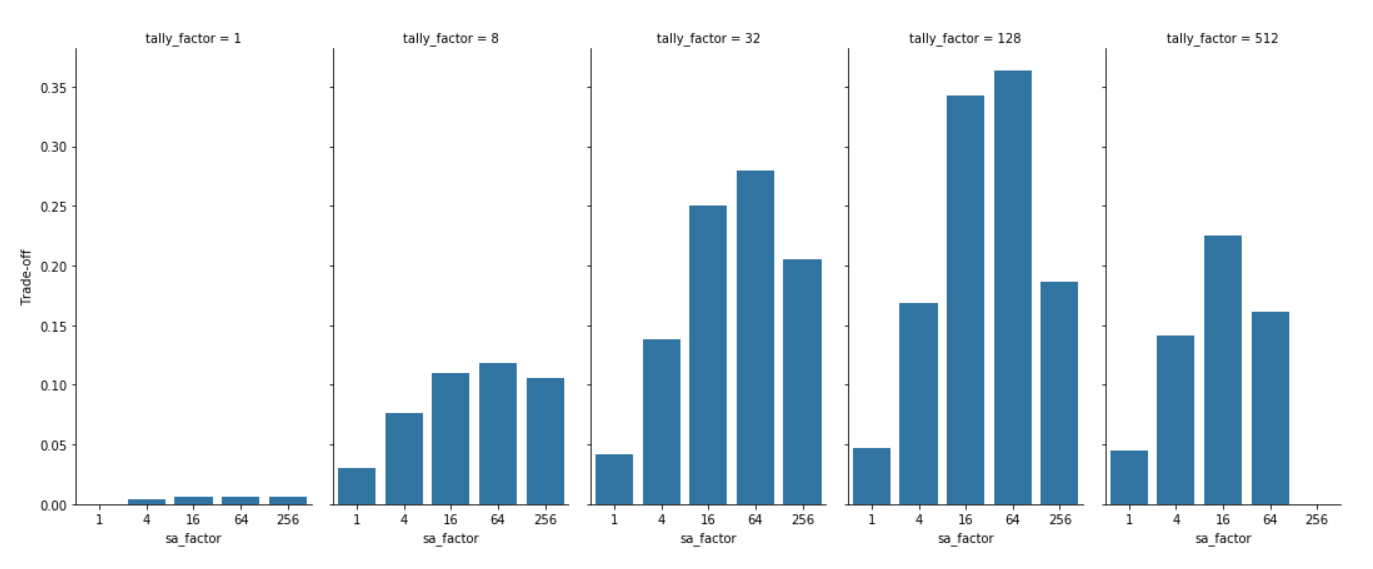 tally_factor = 1
tally_factor = 8
tally_factor = 32
tally_factor = 128
tally_factor = 512
Trade-off
0.35
0.30
0.25
0.20
0.15
0.10
0.05
0.00
1 4 16 64 256
1 4 16 64 256
1 4 16 64 256
1 4 16 64 256
1 4 16 64 256
sa_factor
sa_factor
sa_factor
sa_factor
sa_factor